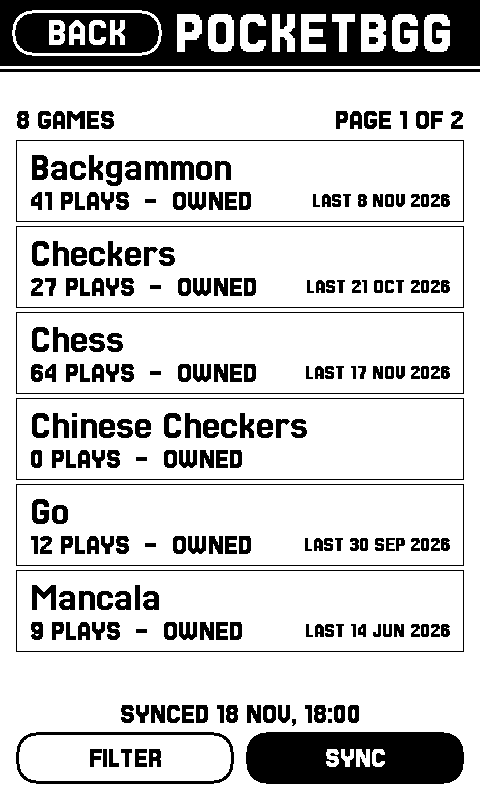 BACK POCKETBGG
8 GAMES PAGE 1 OF 2
Backgammon
41 PLAYS - OWNED LAST 8 NOV 2026
Checkers
27 PLAYS - OWNED LAST 21 OCT 2026
Chess
64 PLAYS - OWNED LAST 17 NOV 2026
Chinese Checkers
0 PLAYS - OWNED
Go
12 PLAYS - OWNED LAST 30 SEP 2026
Mancala
9 PLAYS - OWNED LAST 14 JUN 2026
SYNCED 18 NOV, 18:00
FILTER SYNC